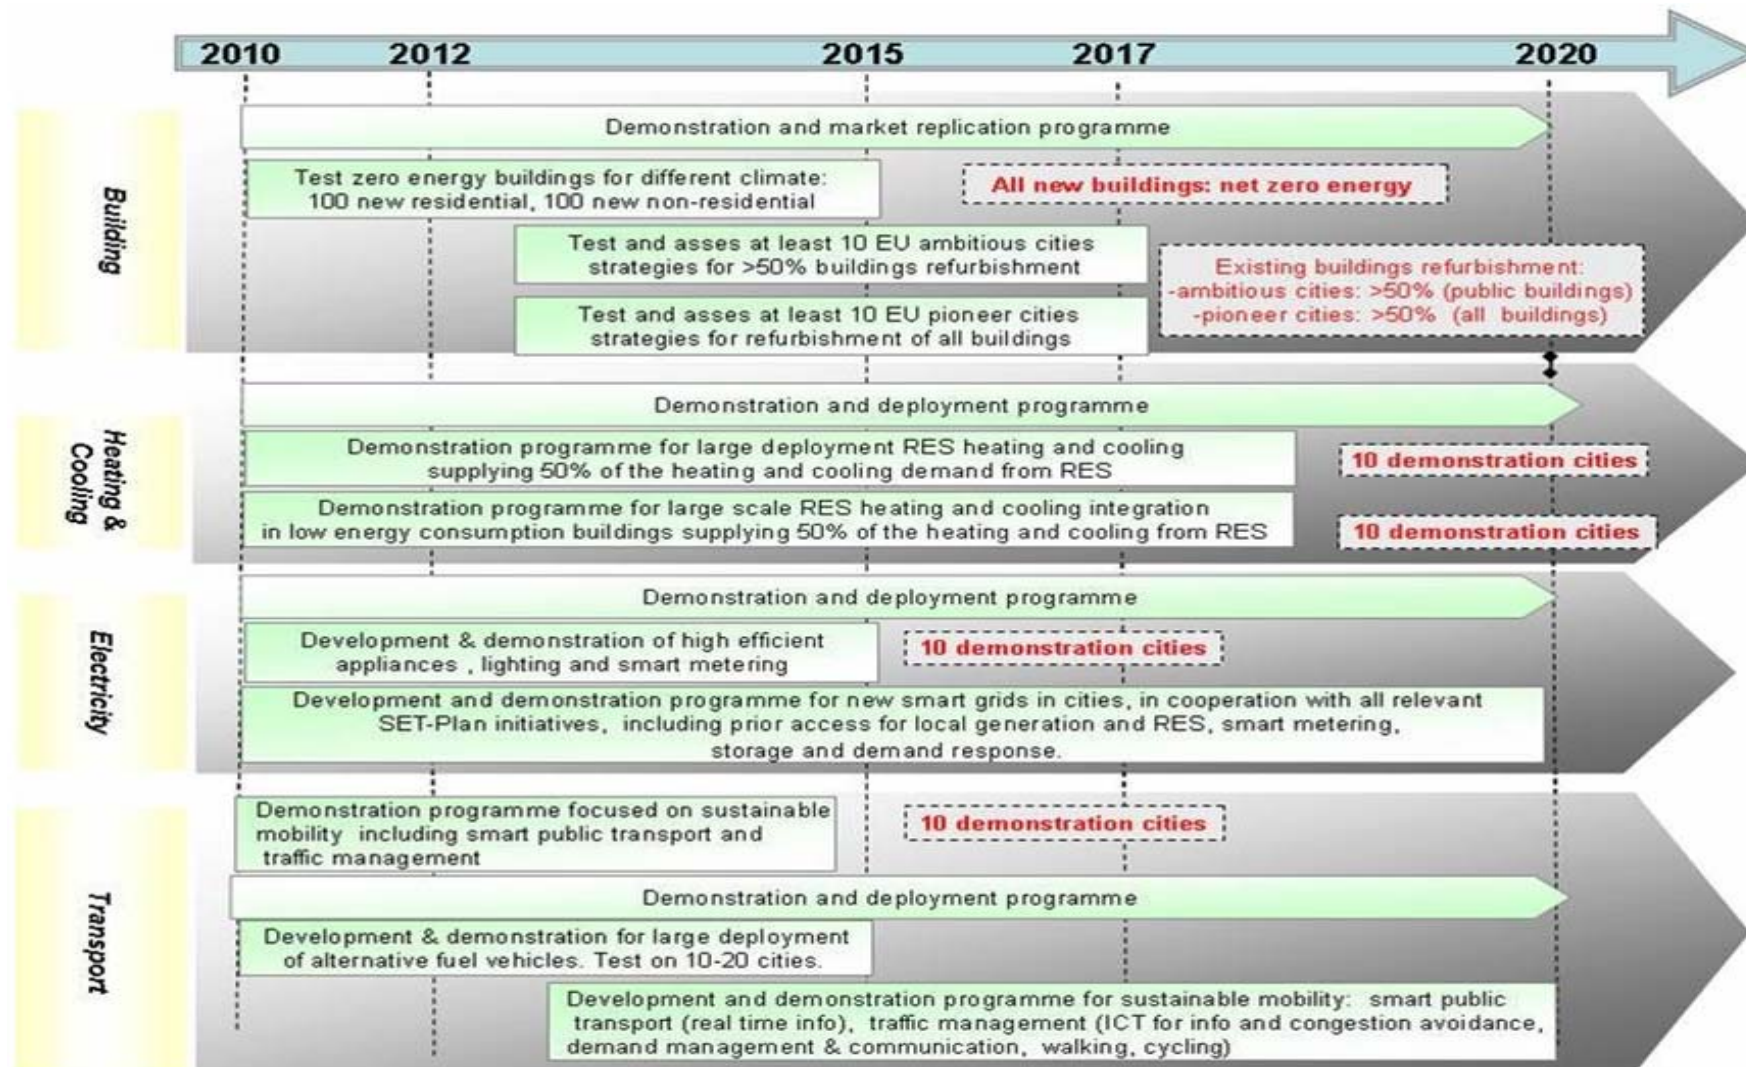 2010 2012 2015 2017 2020
Building
Demonstration and market replication programme
Test zero energy buildings for different climate:
100 new residential, 100 new non-residential
All new buildings: net zero energy
Test and asses at least 10 EU ambitious cities
strategies for >50% buildings refurbishment
Existing buildings refurbishment:
-ambitious cities: >50% (public buildings)
-pioneer cities: >50% (all buildings)
Test and asses at least 10 EU pioneer cities
strategies for refurbishment of all buildings
Heating &
Cooling
Demonstration and deployment programme
Demonstration programme for large deployment RES heating and cooling
supplying 50% of the heating and cooling demand from RES
10 demonstration cities
Demonstration programme for large scale RES heating and cooling integration
in low energy consumption buildings supplying 50% of the heating and cooling from RES
10 demonstration cities
Electricity
Demonstration and deployment programme
Development & demonstration of high efficient
appliances , lighting and smart metering
10 demonstration cities
Development and demonstration programme for new smart grids in cities, in cooperation with all relevant
SET-Plan initiatives, including prior access for local generation and RES, smart metering,
storage and demand response.
Transport
Demonstration programme focused on sustainable
mobility including smart public transport and
traffic management
10 demonstration cities
Demonstration and deployment programme
Development & demonstration for large deployment
of alternative fuel vehicles. Test on 10-20 cities.
Development and demonstration programme for sustainable mobility: smart public
transport (real time info), traffic management (ICT for info and congestion avoidance,
demand management & communication, walking, cycling)